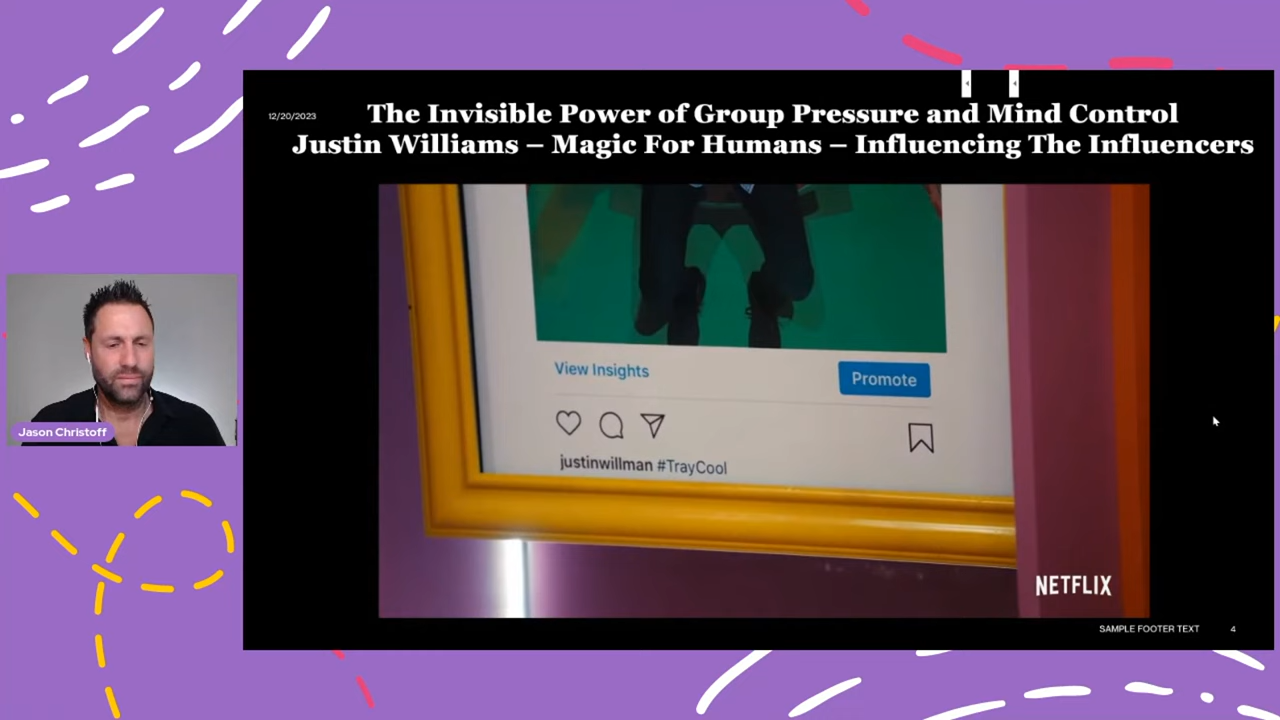 12/20/2023
The Invisible Power of Group Pressure and Mind Control
Justin Williams – Magic For Humans – Influencing The Influencers
View Insights
Promote
justinwillman #TrayCool
NETFLIX
Jason Christoff
SAMPLE FOOTER TEXT
4